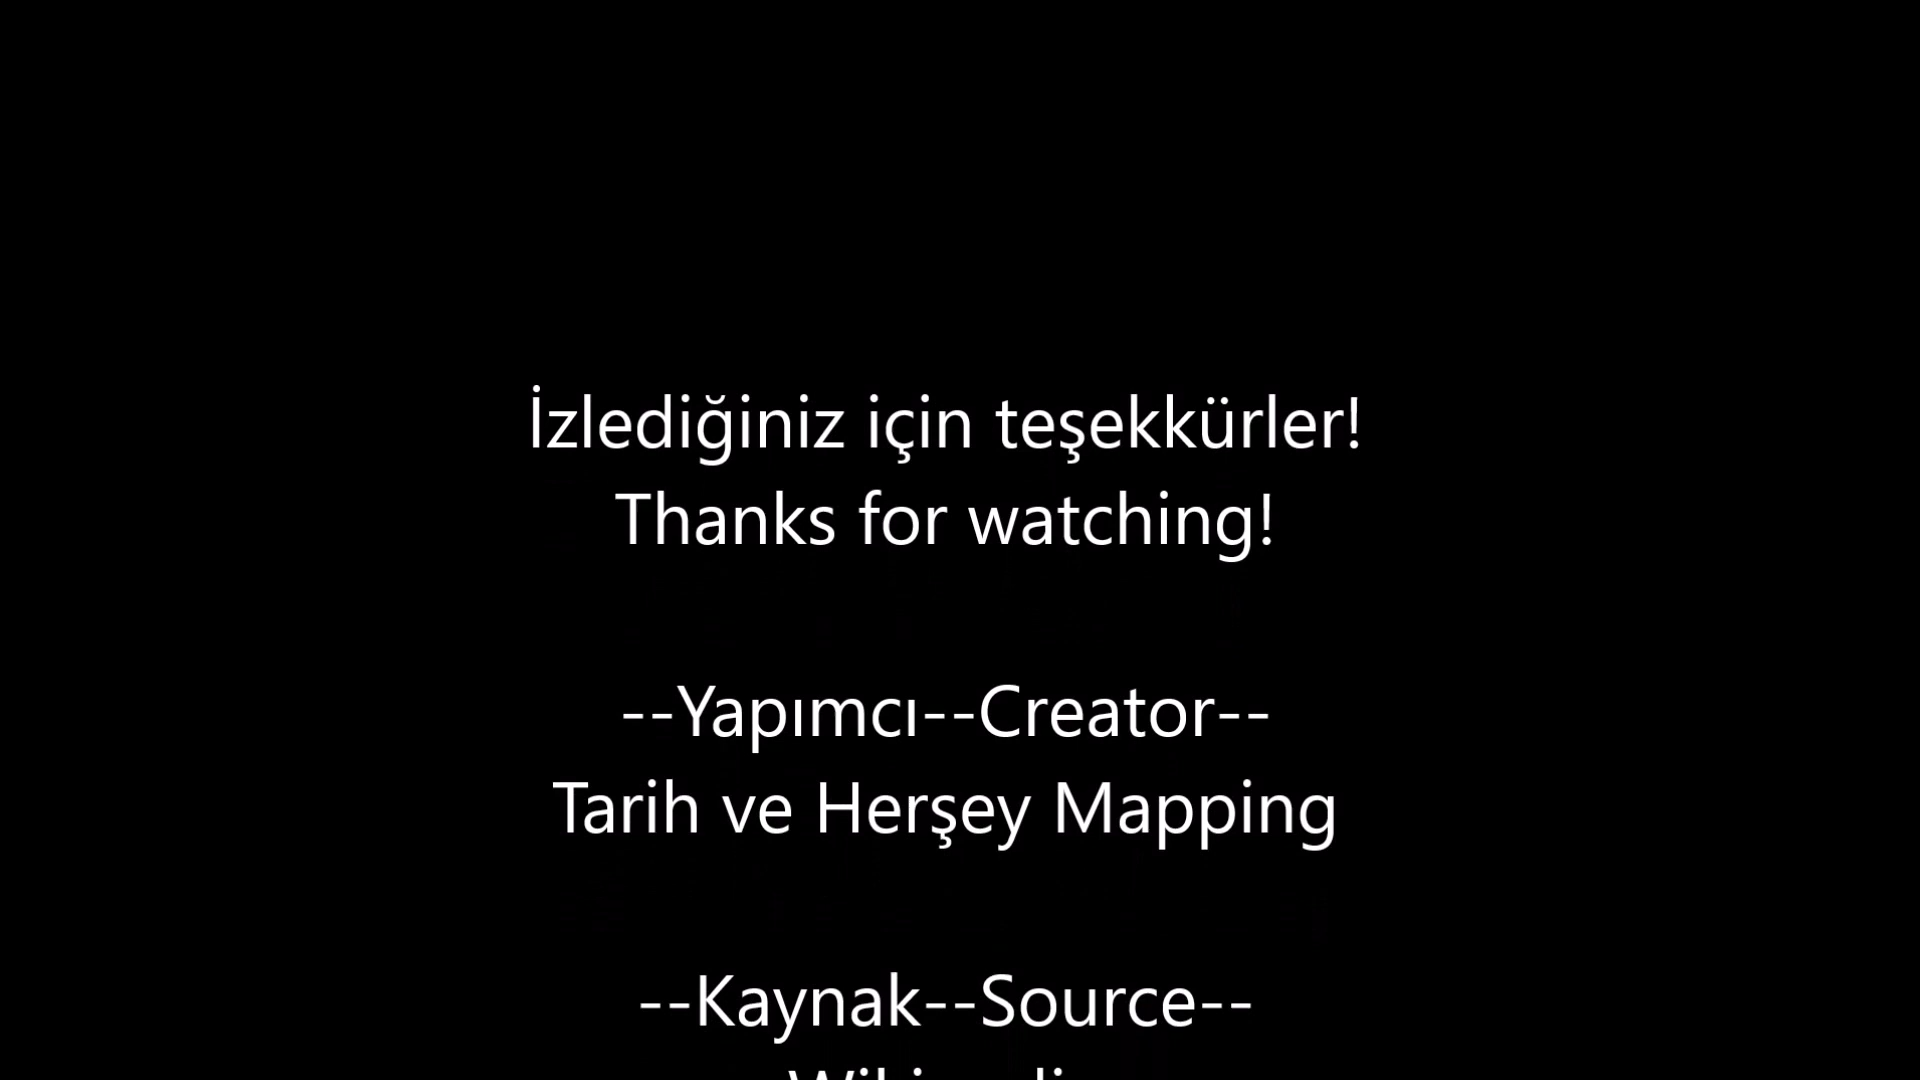 İzlediğiniz için teşekkürler!
Thanks for watching!
--Yapımcı--Creator--
Tarih ve Herşey Mapping
--Kaynak--Source--